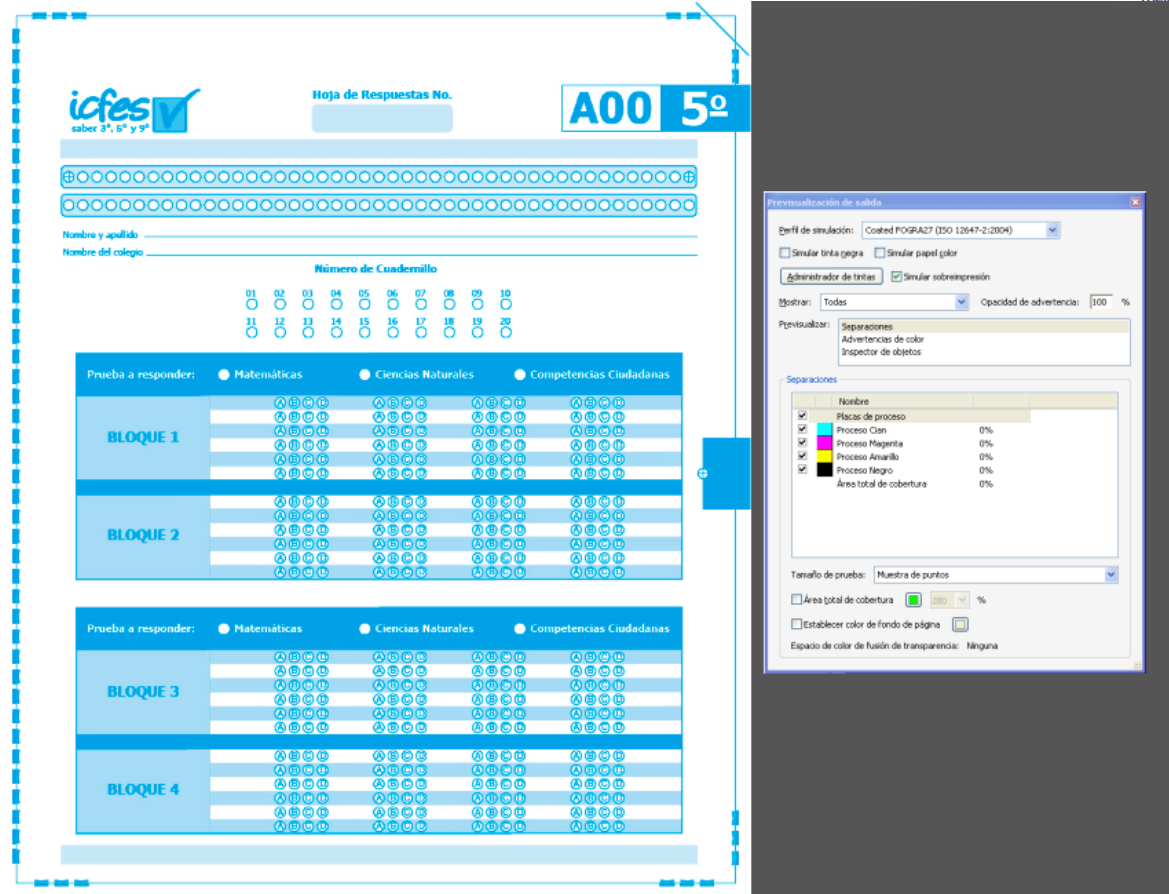 icfes
saber 3°, 5° y 9°
Hoja de Respuestas No.
A00 5º
Nombre y apellido
Nombre del colegio
Número de Cuadernillo
01 02 03 04 05 06 07 08 09 10
11 12 13 14 15 16 17 18 19 20
Prueba a responder: Matemáticas Ciencias Naturales Competencias Ciudadanas
A B C D A B C D A B C D A B C D
A B C D A B C D A B C D A B C D
A B C D A B C D A B C D A B C D
BLOQUE 1
A B C D A B C D A B C D A B C D
A B C D A B C D A B C D A B C D
A B C D A B C D A B C D A B C D
A B C D A B C D A B C D A B C D
A B C D A B C D A B C D A B C D
A B C D A B C D A B C D A B C D
BLOQUE 2
A B C D A B C D A B C D A B C D
A B C D A B C D A B C D A B C D
A B C D A B C D A B C D A B C D
Prueba a responder: Matemáticas Ciencias Naturales Competencias Ciudadanas
A B C D A B C D A B C D A B C D
A B C D A B C D A B C D A B C D
A B C D A B C D A B C D A B C D
BLOQUE 3
A B C D A B C D A B C D A B C D
A B C D A B C D A B C D A B C D
A B C D A B C D A B C D A B C D
A B C D A B C D A B C D A B C D
A B C D A B C D A B C D A B C D
A B C D A B C D A B C D A B C D
BLOQUE 4
A B C D A B C D A B C D A B C D
A B C D A B C D A B C D A B C D
A B C D A B C D A B C D A B C D
Previsualización de salida
Perfil de simulación: Coated FOGRA27 (ISO 12647-2:2004)
Simular tinta negra Simular papel color
Administrador de tintas Simular sobreimpresión
Mostrar: Todas Opacidad de advertencia: 100 %
Previsualizar: Separaciones
Advertencias de color
Inspector de objetos
Separaciones
Nombre
Placas de proceso
Proceso Cian 0%
Proceso Magenta 0%
Proceso Amarillo 0%
Proceso Negro 0%
Área total de cobertura 0%
Tamaño de prueba: Muestra de puntos
Área total de cobertura 280 %
Establecer color de fondo de página
Espacio de color de fusión de transparencia: Ninguna